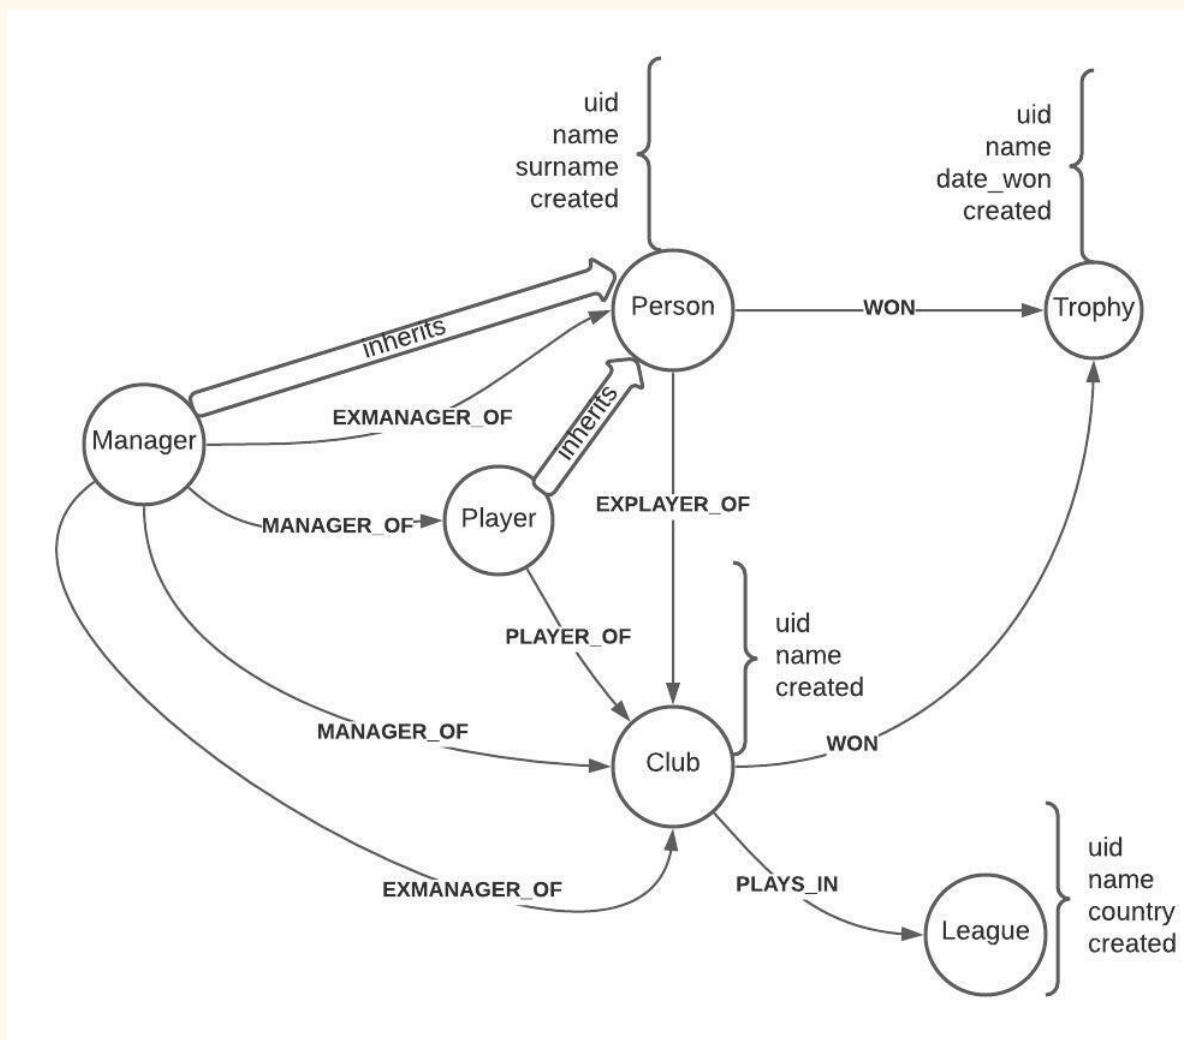 uid
name
surname
created
uid
name
date_won
created
Person
WON
Trophy
inherits
EXMANAGER_OF
inherits
Manager
EXPLAYER_OF
MANAGER_OF
Player
PLAYER_OF
uid
name
created
MANAGER_OF
WON
Club
EXMANAGER_OF
PLAYS_IN
uid
name
country
created
League